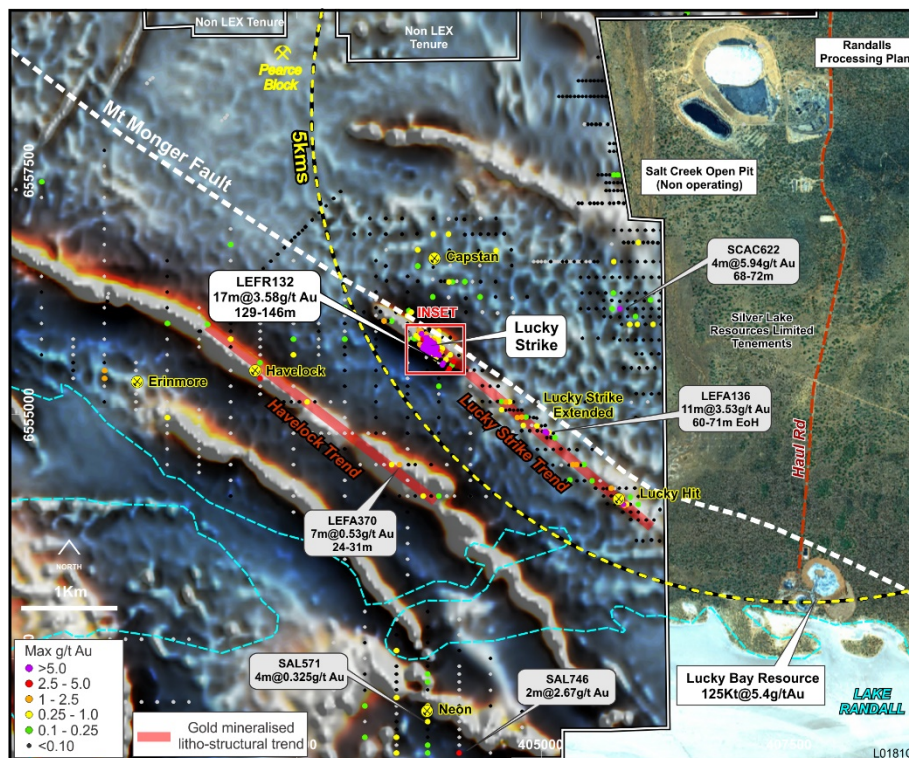 Non LEX
Tenure
Non LEX
Tenure
Randalls
Processing Plan
Pearce
Block
Mt Monger Fault
5kms
6557500
Salt Creek Open Pit
(Non operating)
SCAC622
4m@5.94g/t Au
68-72m
Capstan
LEFR132
17m@3.58g/t Au
129-146m
INSET
Lucky
Strike
Silver Lake
Resources Limited
Tenements
Erinmore
Havelock
Lucky Strike
Extended
LEFA136
11m@3.53g/t Au
60-71m EoH
6555000
Havelock Trend
Lucky Strike Trend
Haul Rd
Lucky Hit
LEFA370
7m@0.53g/t Au
24-31m
NORTH
1Km
Max g/t Au
>5.0
2.5 - 5.0
1 - 2.5
0.25 - 1.0
0.1 - 0.25
<0.10
Gold mineralised
litho-structural trend
SAL571
4m@0.325g/t Au
SAL746
2m@2.67g/t Au
Neon
Lucky Bay Resource
125Kt@5.4g/tAu
LAKE
RANDALL
405000
L0181